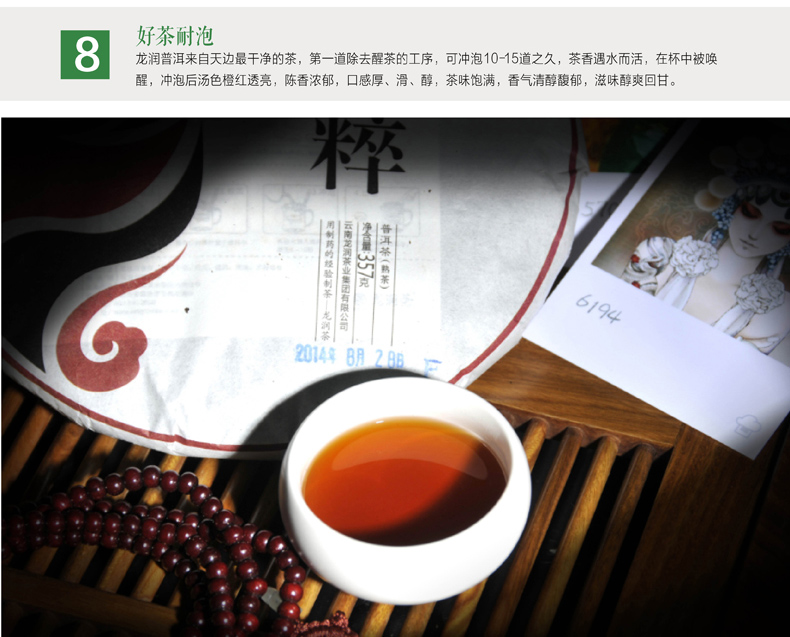 8
好茶耐泡
龙润普洱来自天边最干净的茶，第一道除去醒茶的工序，可冲泡10-15道之久，茶香遇水而活，在杯中被唤
醒，冲泡后汤色橙红透亮，陈香浓郁，口感厚、滑、醇，茶味饱满，香气清醇馥郁，滋味醇爽回甘。
粹
普洱茶（熟茶）
净含量357克
云南龙润茶业集团有限公司
用制药的经验制茶—龙润茶
2014年 8月 28日
6194